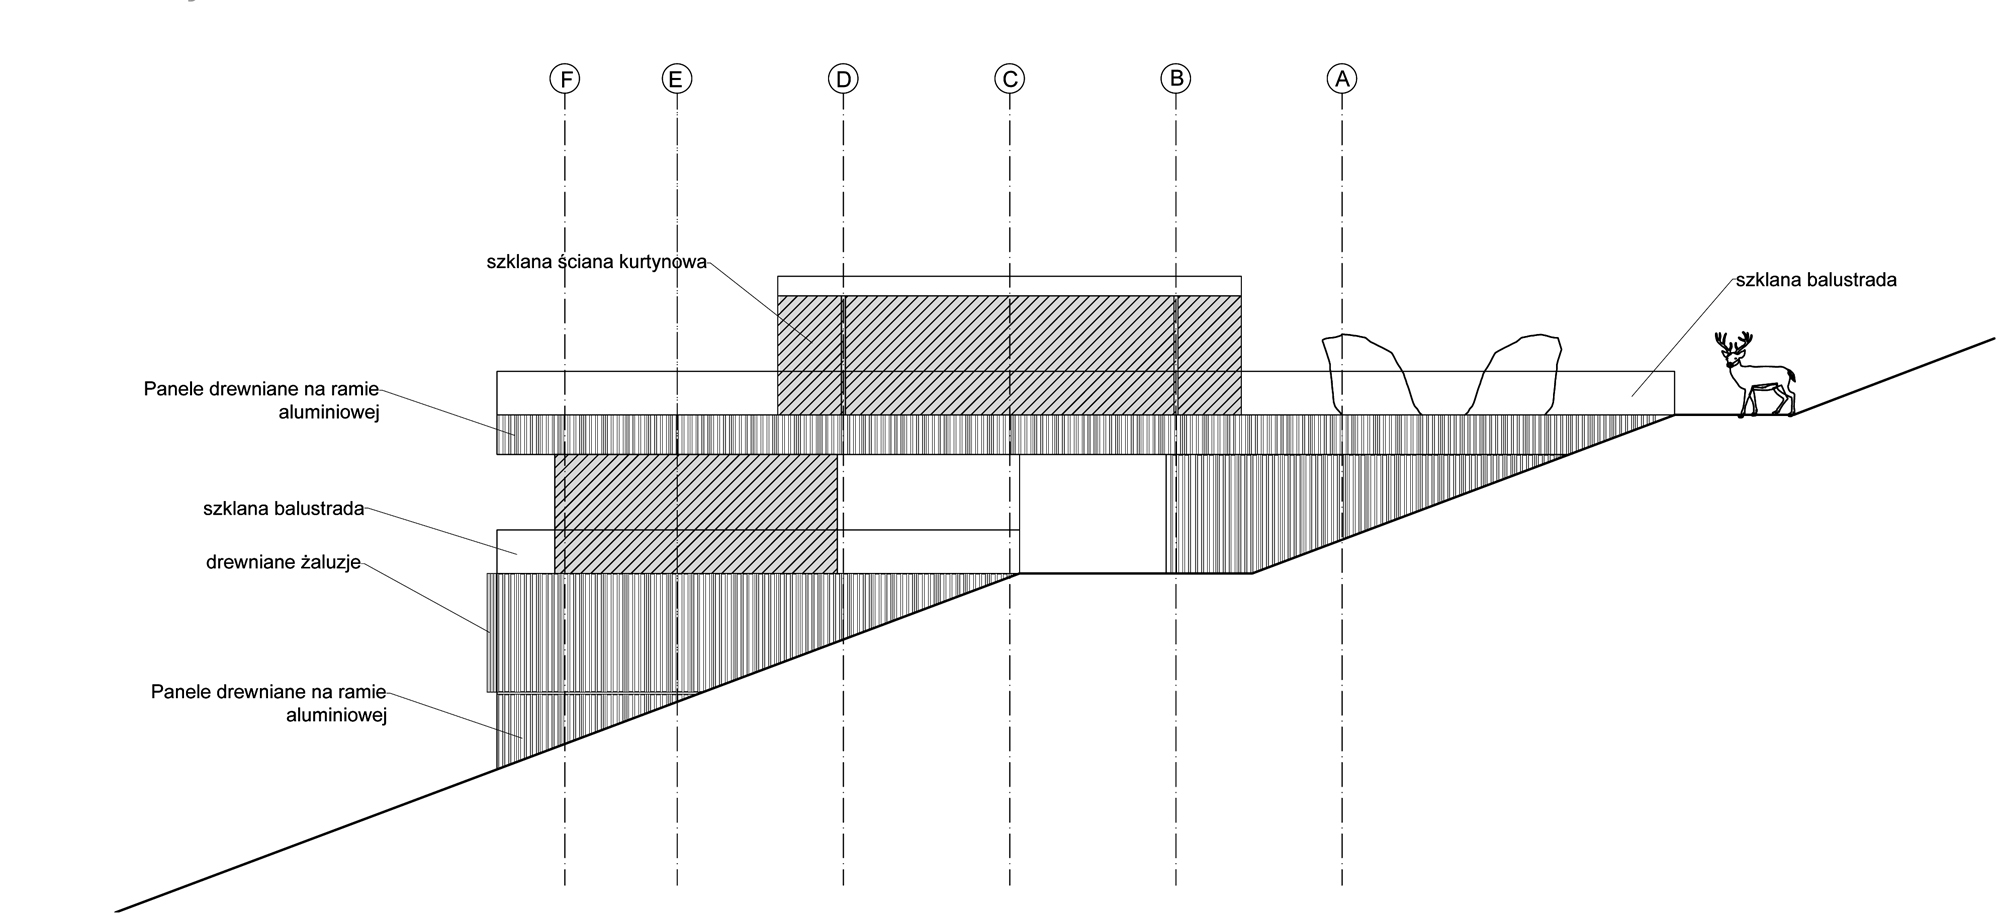 F E D C B A
szklana ściana kurtynowa
szklana balustrada
Panele drewniane na ramie
aluminiowej
szklana balustrada
drewniane żaluzje
Panele drewniane na ramie
aluminiowej